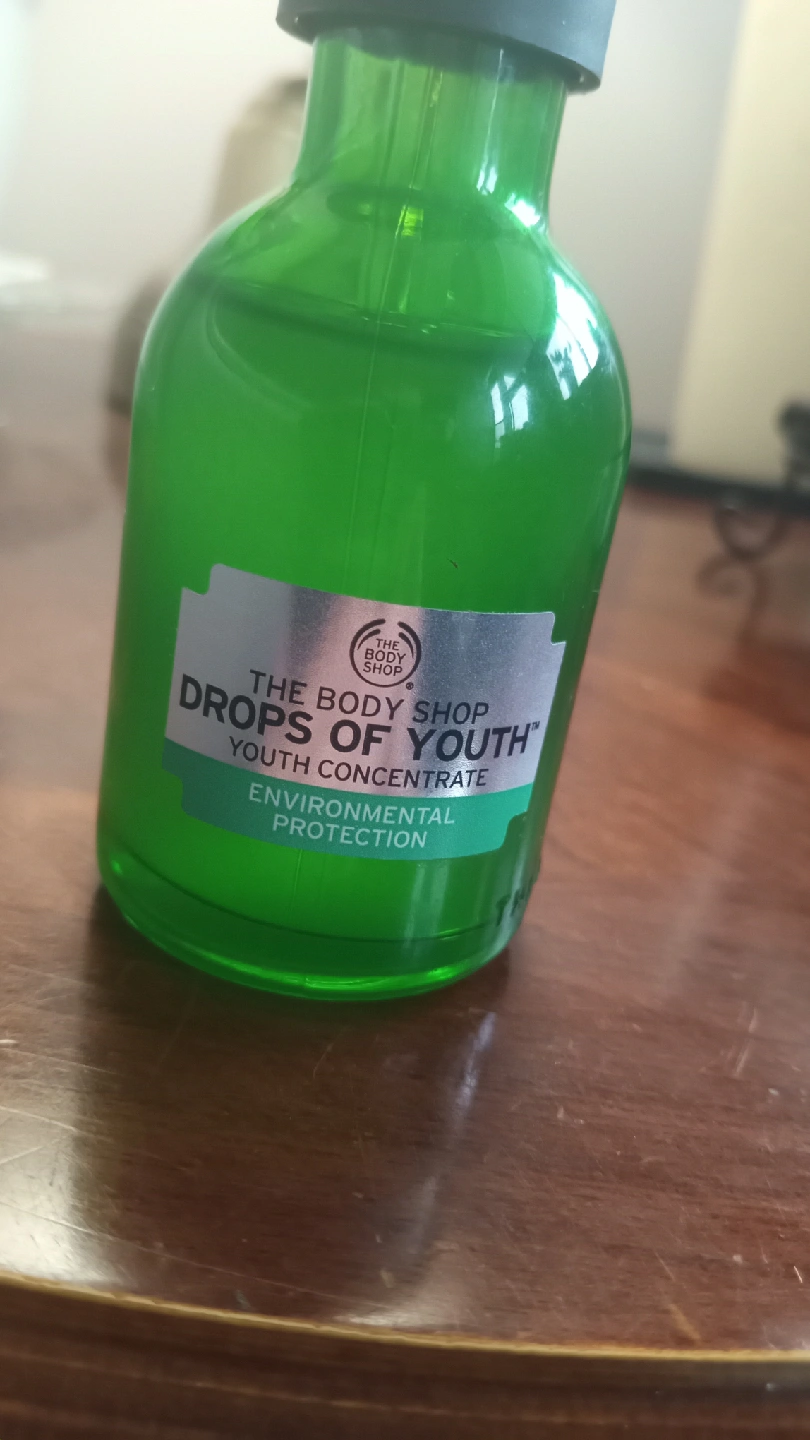 THE
BODY
SHOP
®
THE BODY SHOP
DROPS OF YOUTH™
YOUTH CONCENTRATE
ENVIRONMENTAL
PROTECTION